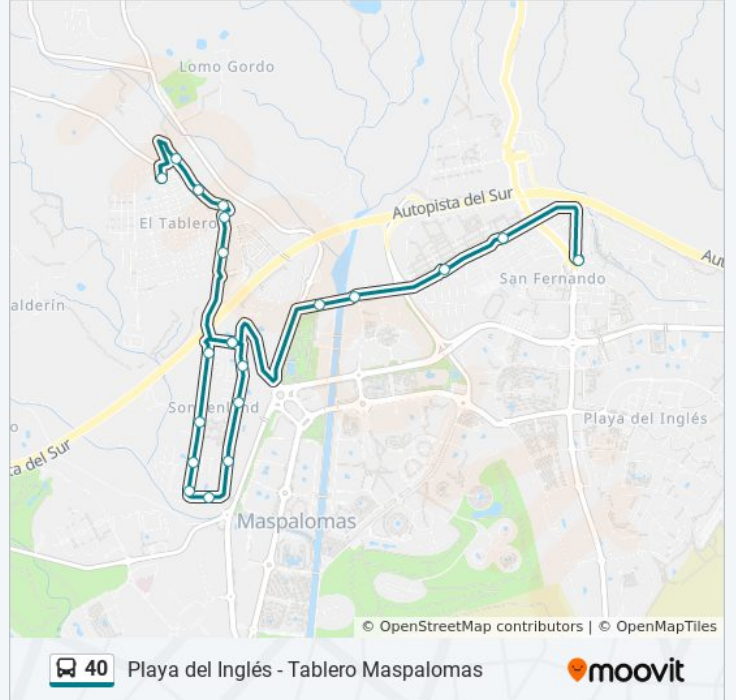 Lomo Gordo
Autopista del Sur
El Tablero
Aut
San Fernando
alderín
Sonnenland
Playa del Inglés
o
ta del Sur
Maspalomas
© OpenStreetMap contributors | © OpenMapTiles
40 Playa del Inglés - Tablero Maspalomas
moovit